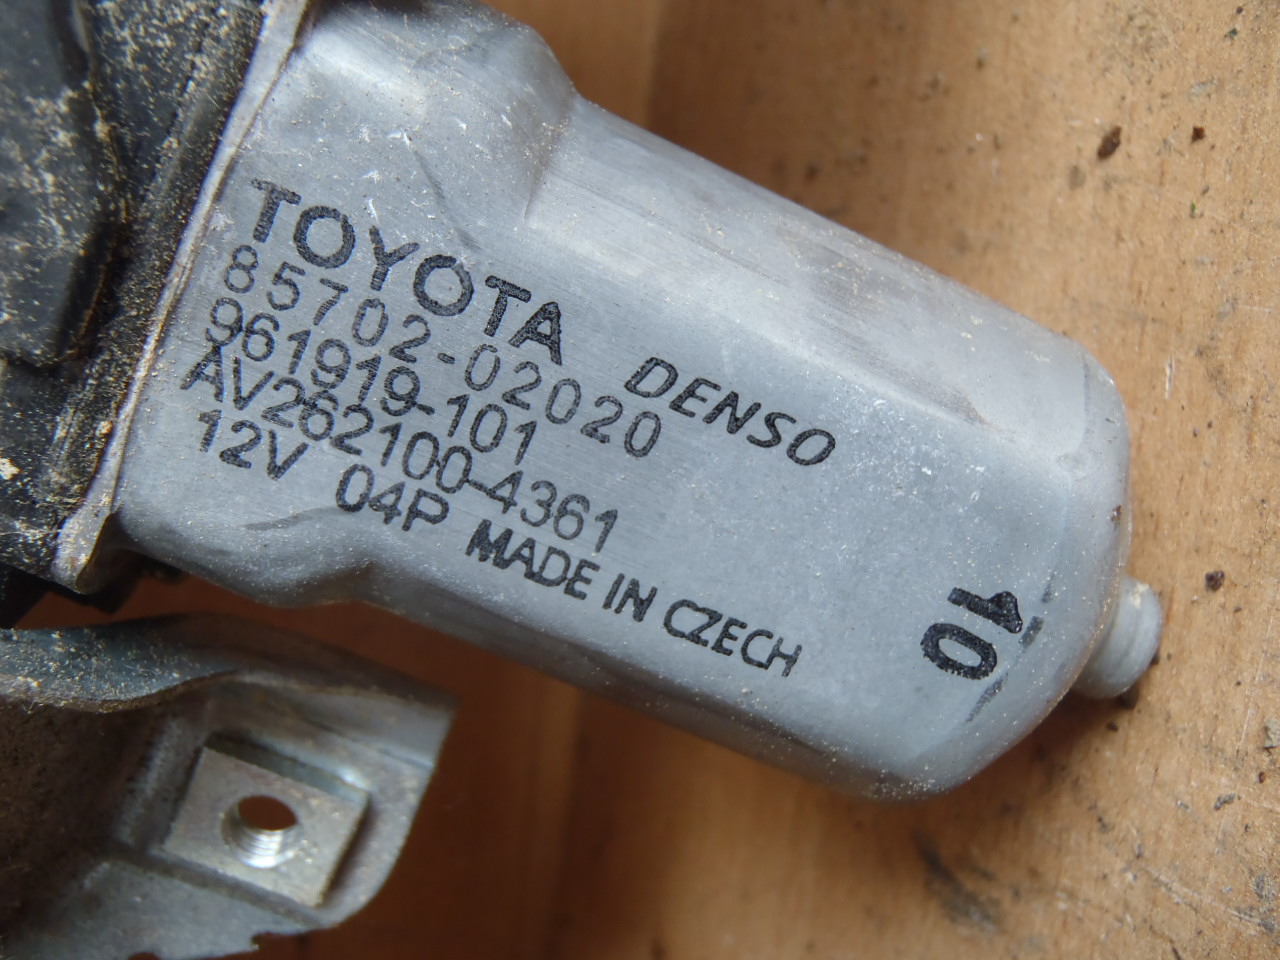 TOYOTA
85702-02020 DENSO
961919-101
AV262100-4361
12V 04P MADE IN CZECH
10